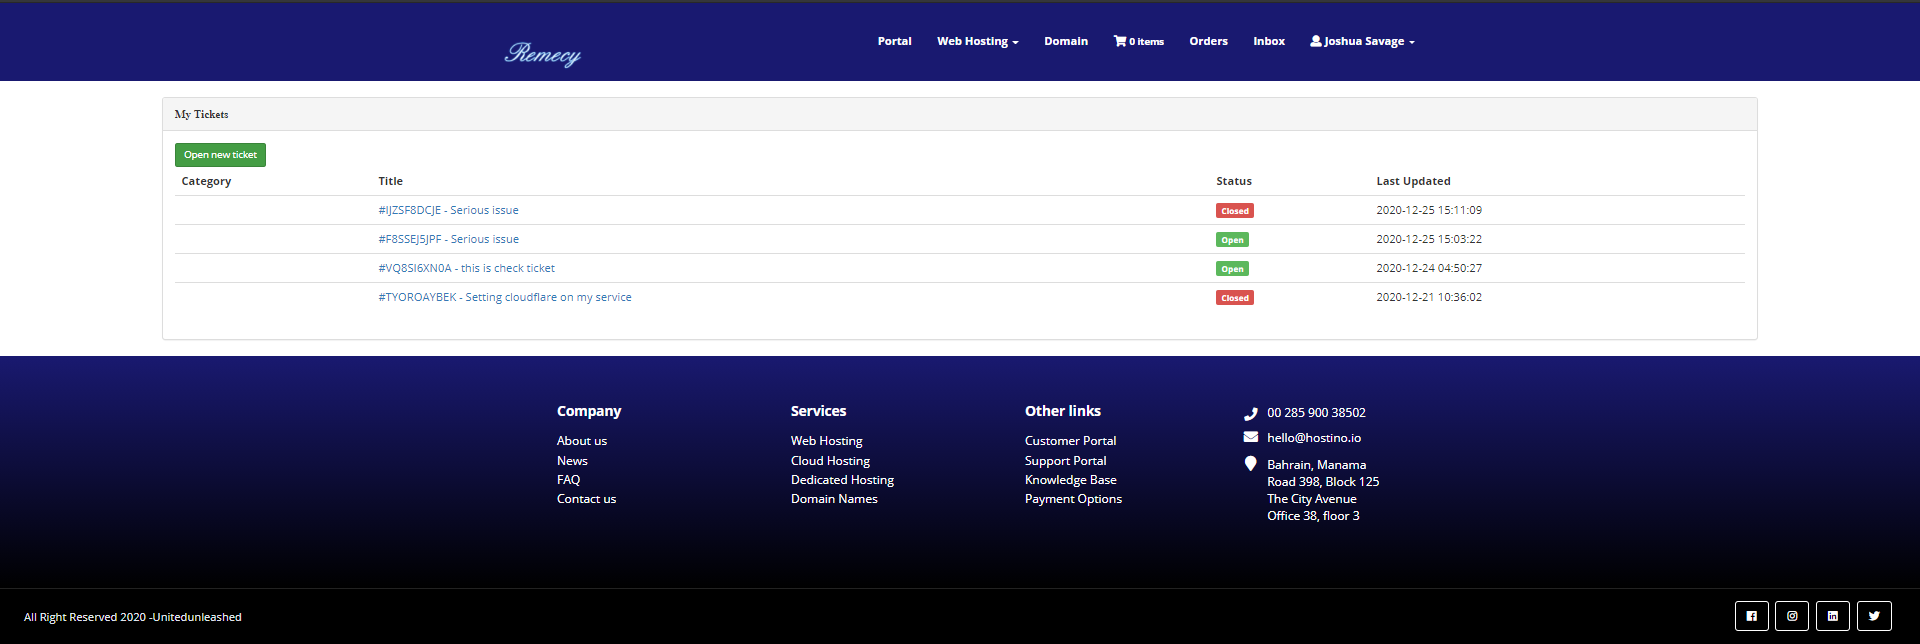 Remecy
Portal Web Hosting Domain 0 items Orders Inbox Joshua Savage
My Tickets
Open new ticket
Category Title Status Last Updated
#IJZSF8DCJE - Serious issue Closed 2020-12-25 15:11:09
#F8SSEJ5JPF - Serious issue Open 2020-12-25 15:03:22
#VQ8SI6XN0A - this is check ticket Open 2020-12-24 04:50:27
#TYOROAYBEK - Setting cloudflare on my service Closed 2020-12-21 10:36:02
Company
About us
News
FAQ
Contact us
Services
Web Hosting
Cloud Hosting
Dedicated Hosting
Domain Names
Other links
Customer Portal
Support Portal
Knowledge Base
Payment Options
00 285 900 38502
hello@hostino.io
Bahrain, Manama
Road 398, Block 125
The City Avenue
Office 38, floor 3
All Right Reserved 2020 -Unitedunleashed